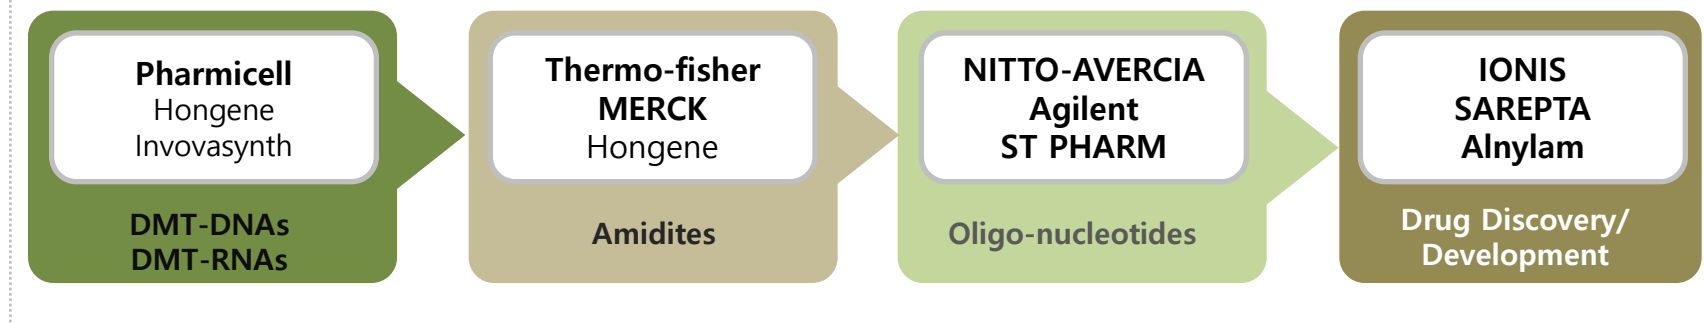 Pharmicell
Hongene
Invovasynth
DMT-DNAs
DMT-RNAs
Thermo-fisher
MERCK
Hongene
Amidites
NITTO-AVERCIA
Agilent
ST PHARM
Oligo-nucleotides
IONIS
SAREPTA
Alnylam
Drug Discovery/
Development